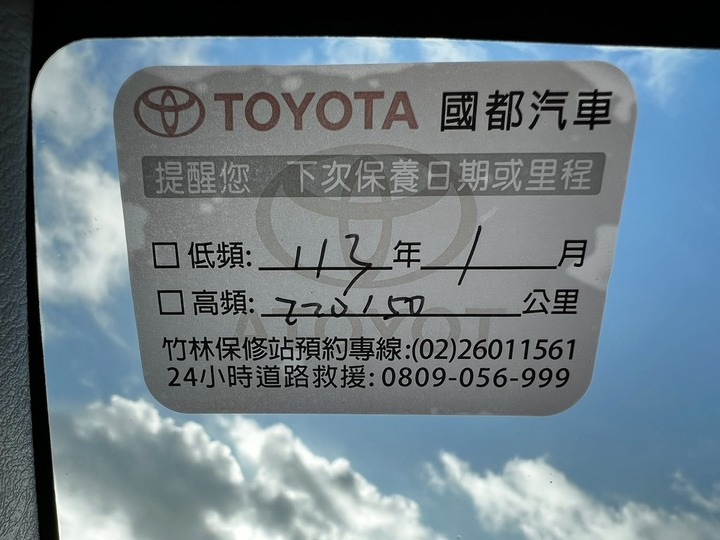 TOYOTA 國都汽車
提醒您 下次保養日期或里程
□ 低頻: 113 年 1 月
□ 高頻: 220150 公里
竹林保修站預約專線:(02)26011561
24小時道路救援: 0809-056-999